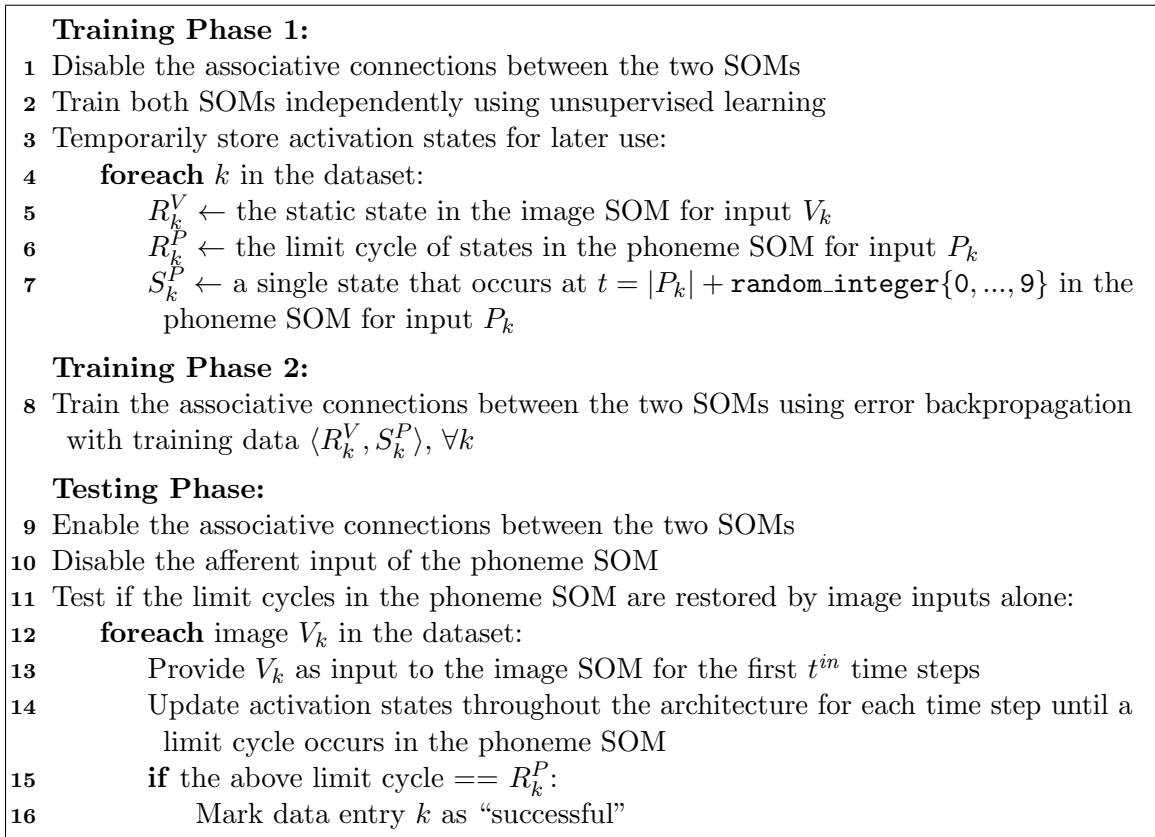 Training Phase 1:
1 Disable the associative connections between the two SOMs
2 Train both SOMs independently using unsupervised learning
3 Temporarily store activation states for later use:
4 foreach k in the dataset:
5 R_k^V ← the static state in the image SOM for input V_k
6 R_k^P ← the limit cycle of states in the phoneme SOM for input P_k
7 S_k^P ← a single state that occurs at t = |P_k| + random_integer{0, ..., 9} in the
phoneme SOM for input P_k
Training Phase 2:
8 Train the associative connections between the two SOMs using error backpropagation
with training data ⟨R_k^V, S_k^P⟩, ∀k
Testing Phase:
9 Enable the associative connections between the two SOMs
10 Disable the afferent input of the phoneme SOM
11 Test if the limit cycles in the phoneme SOM are restored by image inputs alone:
12 foreach image V_k in the dataset:
13 Provide V_k as input to the image SOM for the first t^{in} time steps
14 Update activation states throughout the architecture for each time step until a
limit cycle occurs in the phoneme SOM
15 if the above limit cycle == R_k^P:
16 Mark data entry k as “successful”